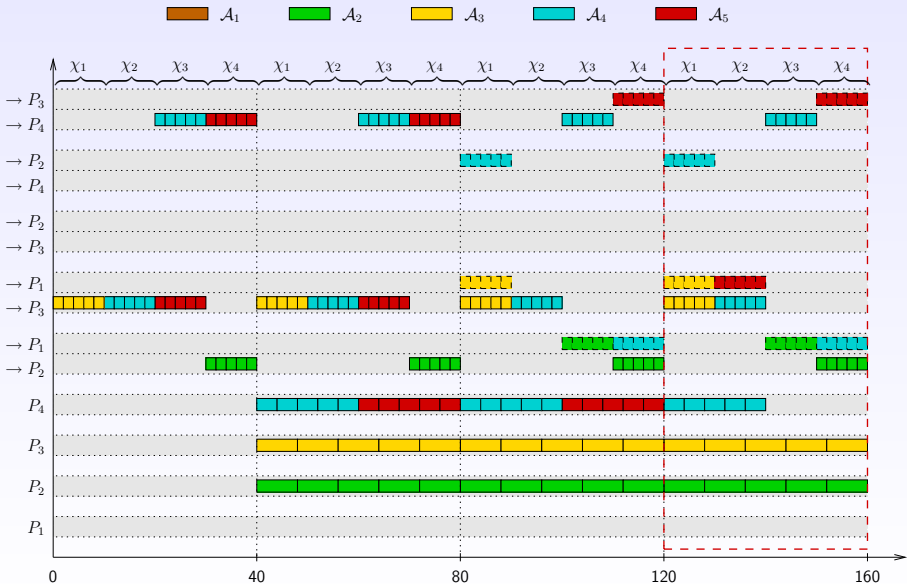 𝒜₁ 𝒜₂ 𝒜₃ 𝒜₄ 𝒜₅
χ₁ χ₂ χ₃ χ₄ χ₁ χ₂ χ₃ χ₄ χ₁ χ₂ χ₃ χ₄ χ₁ χ₂ χ₃ χ₄
→ P₃
→ P₄
→ P₂
→ P₄
→ P₂
→ P₃
→ P₁
→ P₃
→ P₁
→ P₂
P₄
P₃
P₂
P₁
0 40 80 120 160